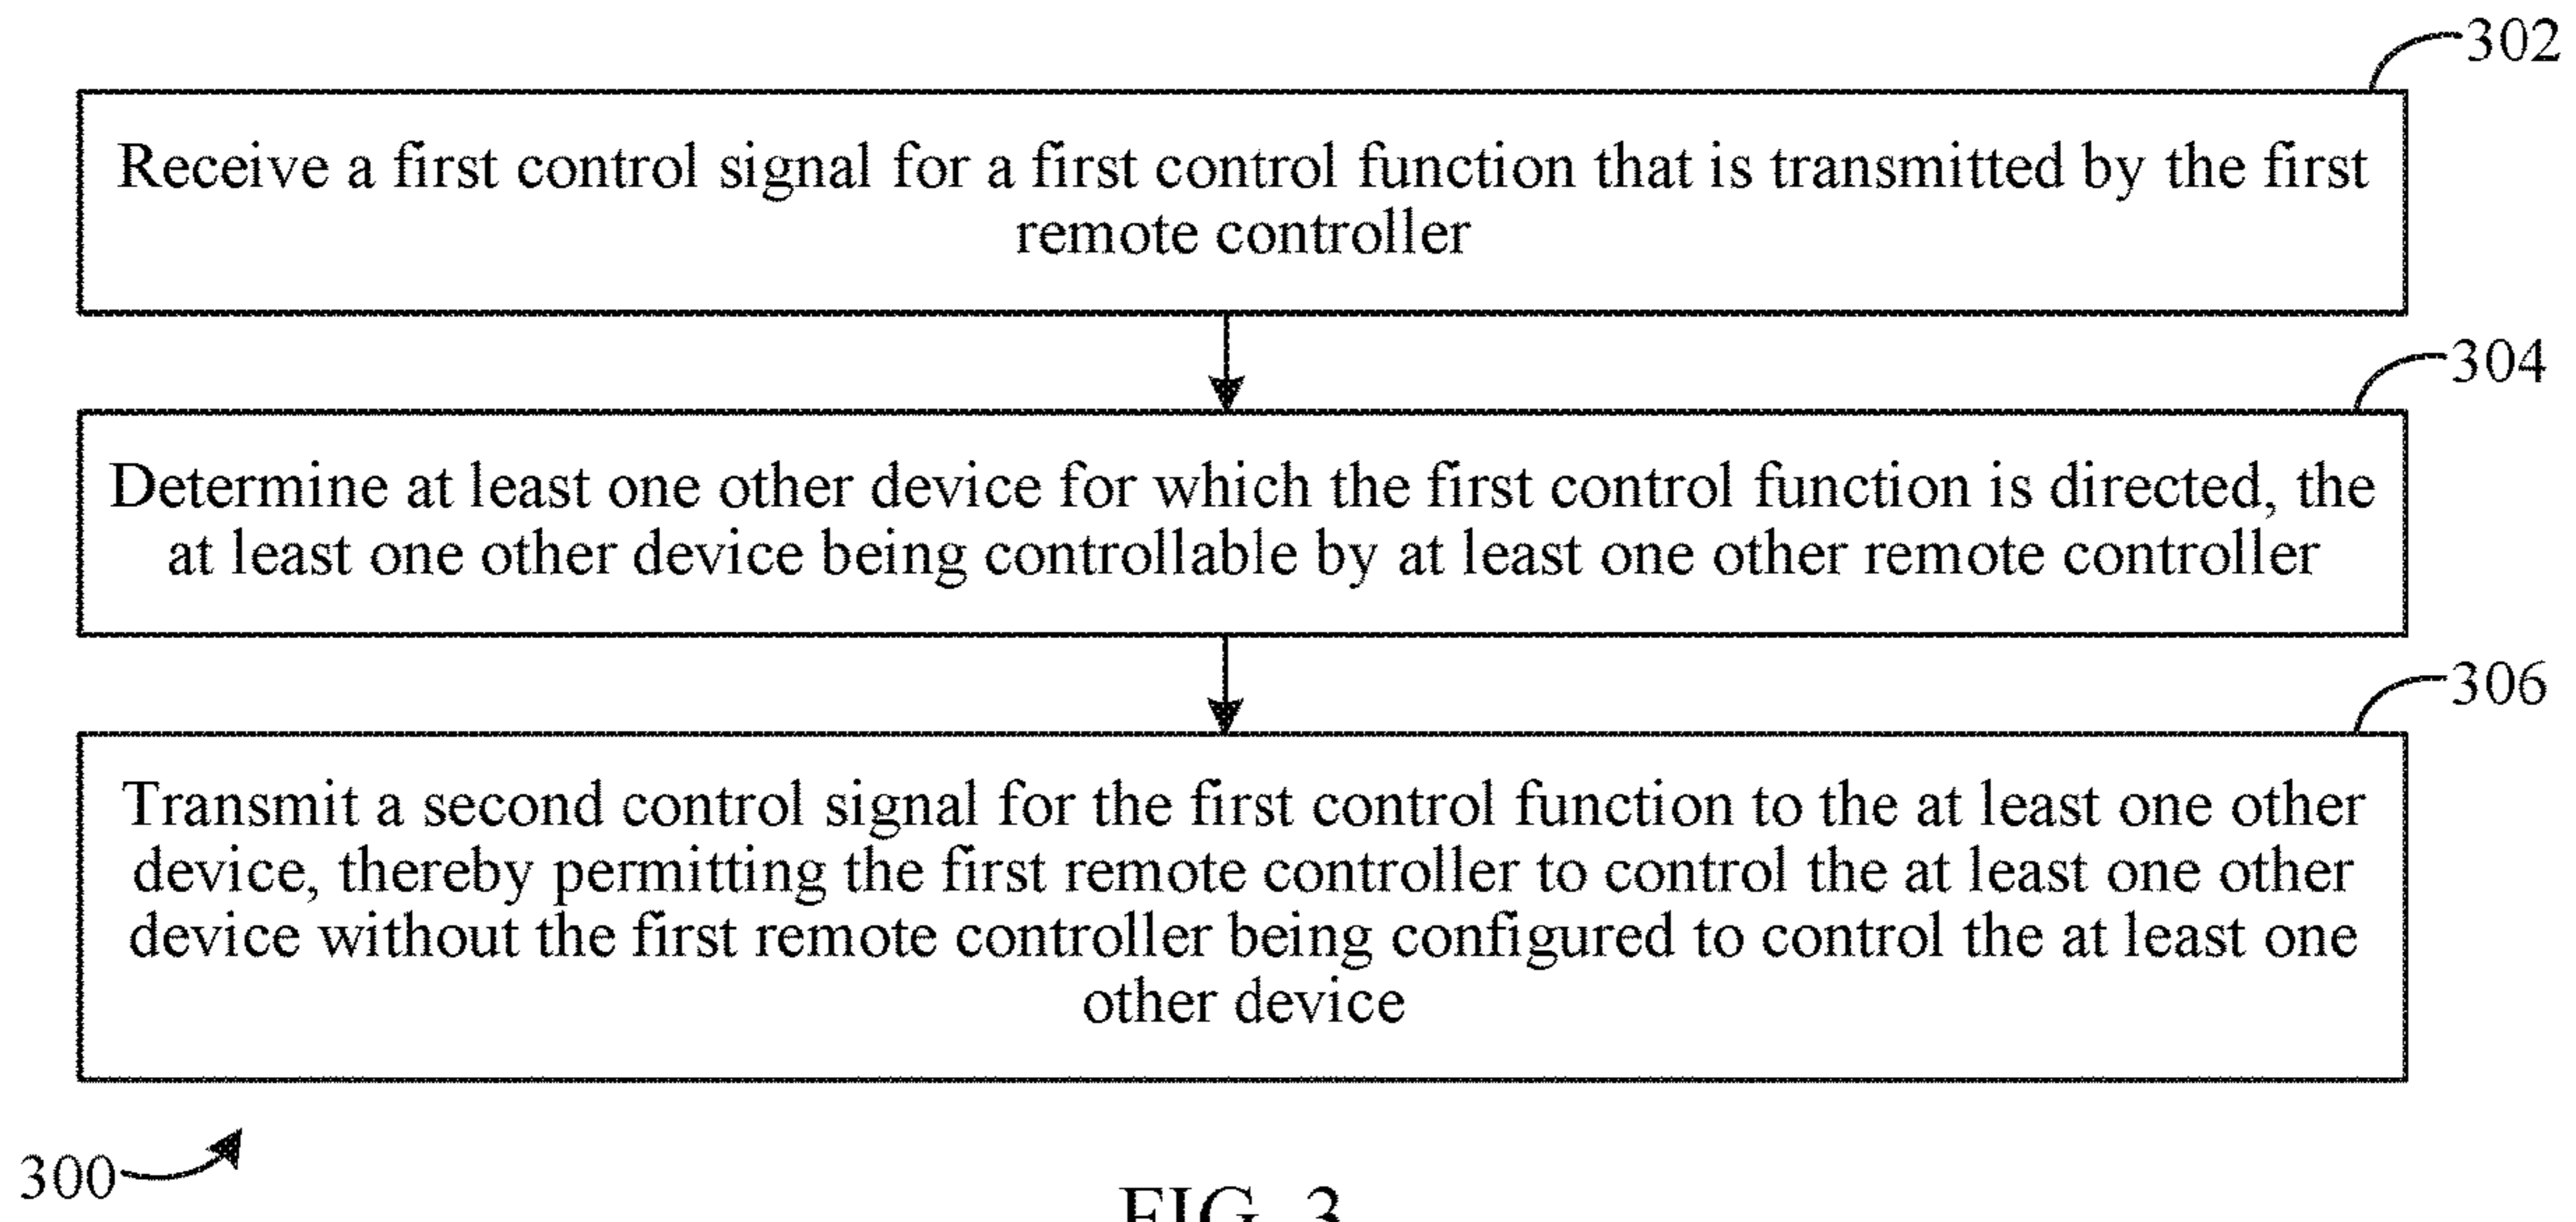 302
Receive a first control signal for a first control function that is transmitted by the first
remote controller
304
Determine at least one other device for which the first control function is directed, the
at least one other device being controllable by at least one other remote controller
306
Transmit a second control signal for the first control function to the at least one other
device, thereby permitting the first remote controller to control the at least one other
device without the first remote controller being configured to control the at least one
other device
300
FIG. 3